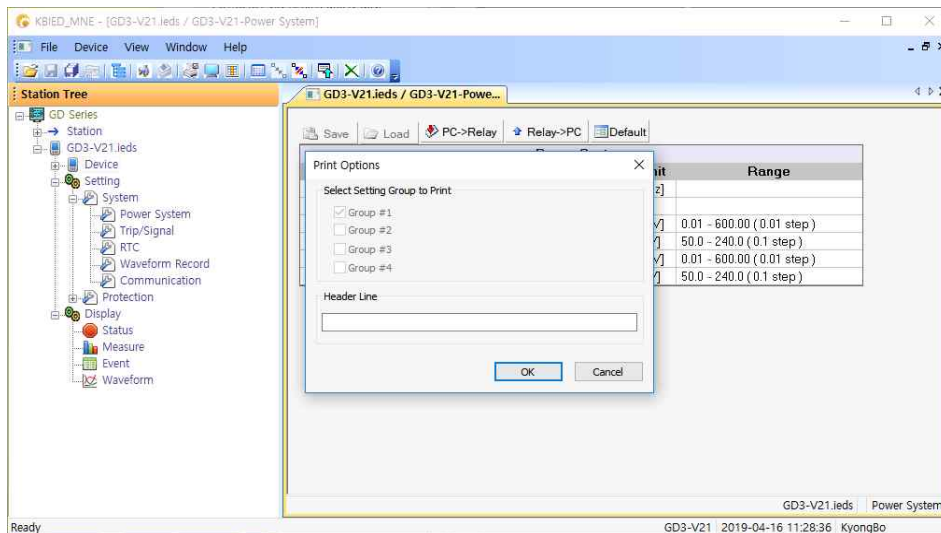 KBIED_MNE - [GD3-V21.ieds / GD3-V21-Power System]
File Device View Window Help
Station Tree
GD Series
Station
GD3-V21.ieds
Device
Setting
System
Power System
Trip/Signal
RTC
Waveform Record
Communication
Protection
Display
Status
Measure
Event
Waveform
GD3-V21.ieds / GD3-V21-Powe...
Save Load PC->Relay Relay->PC Default
Range
0.01 - 600.00 ( 0.01 step )
50.0 - 240.0 ( 0.1 step )
0.01 - 600.00 ( 0.01 step )
50.0 - 240.0 ( 0.1 step )
Print Options
Select Setting Group to Print
Group #1
Group #2
Group #3
Group #4
Header Line
OK Cancel
GD3-V21.ieds Power System
Ready GD3-V21 2019-04-16 11:28:36 KyongBo